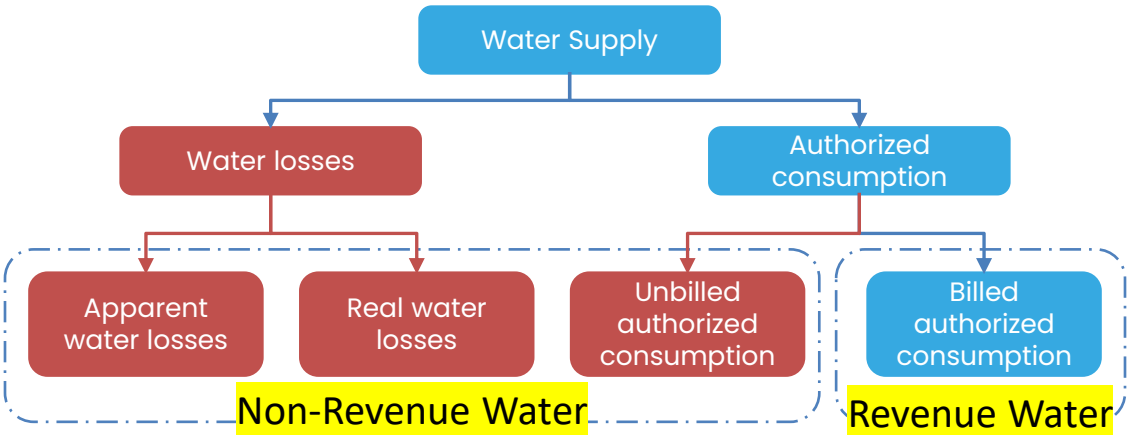 Water Supply
Water losses
Authorized
consumption
Apparent
water losses
Real water
losses
Unbilled
authorized
consumption
Billed
authorized
consumption
Non-Revenue Water
Revenue Water